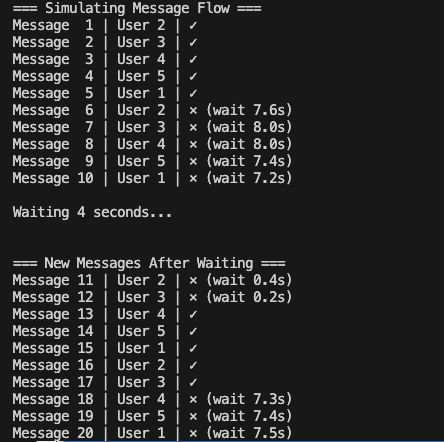 === Simulating Message Flow ===
Message  1 | User 2 | ✓
Message  2 | User 3 | ✓
Message  3 | User 4 | ✓
Message  4 | User 5 | ✓
Message  5 | User 1 | ✓
Message  6 | User 2 | × (wait 7.6s)
Message  7 | User 3 | × (wait 8.0s)
Message  8 | User 4 | × (wait 8.0s)
Message  9 | User 5 | × (wait 7.4s)
Message 10 | User 1 | × (wait 7.2s)
Waiting 4 seconds...
=== New Messages After Waiting ===
Message 11 | User 2 | × (wait 0.4s)
Message 12 | User 3 | × (wait 0.2s)
Message 13 | User 4 | ✓
Message 14 | User 5 | ✓
Message 15 | User 1 | ✓
Message 16 | User 2 | ✓
Message 17 | User 3 | ✓
Message 18 | User 4 | × (wait 7.3s)
Message 19 | User 5 | × (wait 7.4s)
Message 20 | User 1 | × (wait 7.5s)